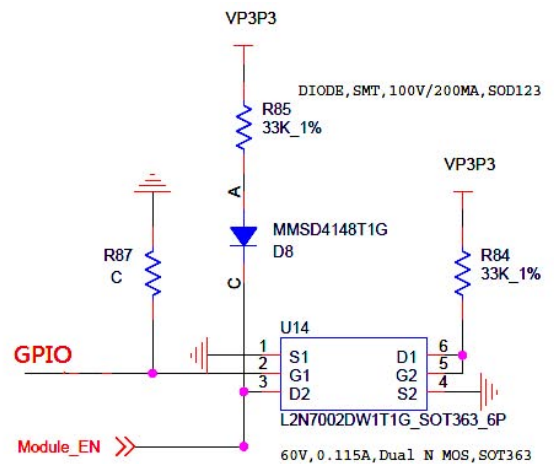 VP3P3
DIODE,SMT,100V/200MA,SOD123
R85
33K_1%
VP3P3
A
MMSD4148T1G
D8
R87
C
R84
33K_1%
C
U14
GPIO
1 S1 D1 6
2 G1 G2 5
3 D2 S2 4
L2N7002DW1T1G_SOT363_6P
Module_EN
60V,0.115A,Dual N MOS,SOT363